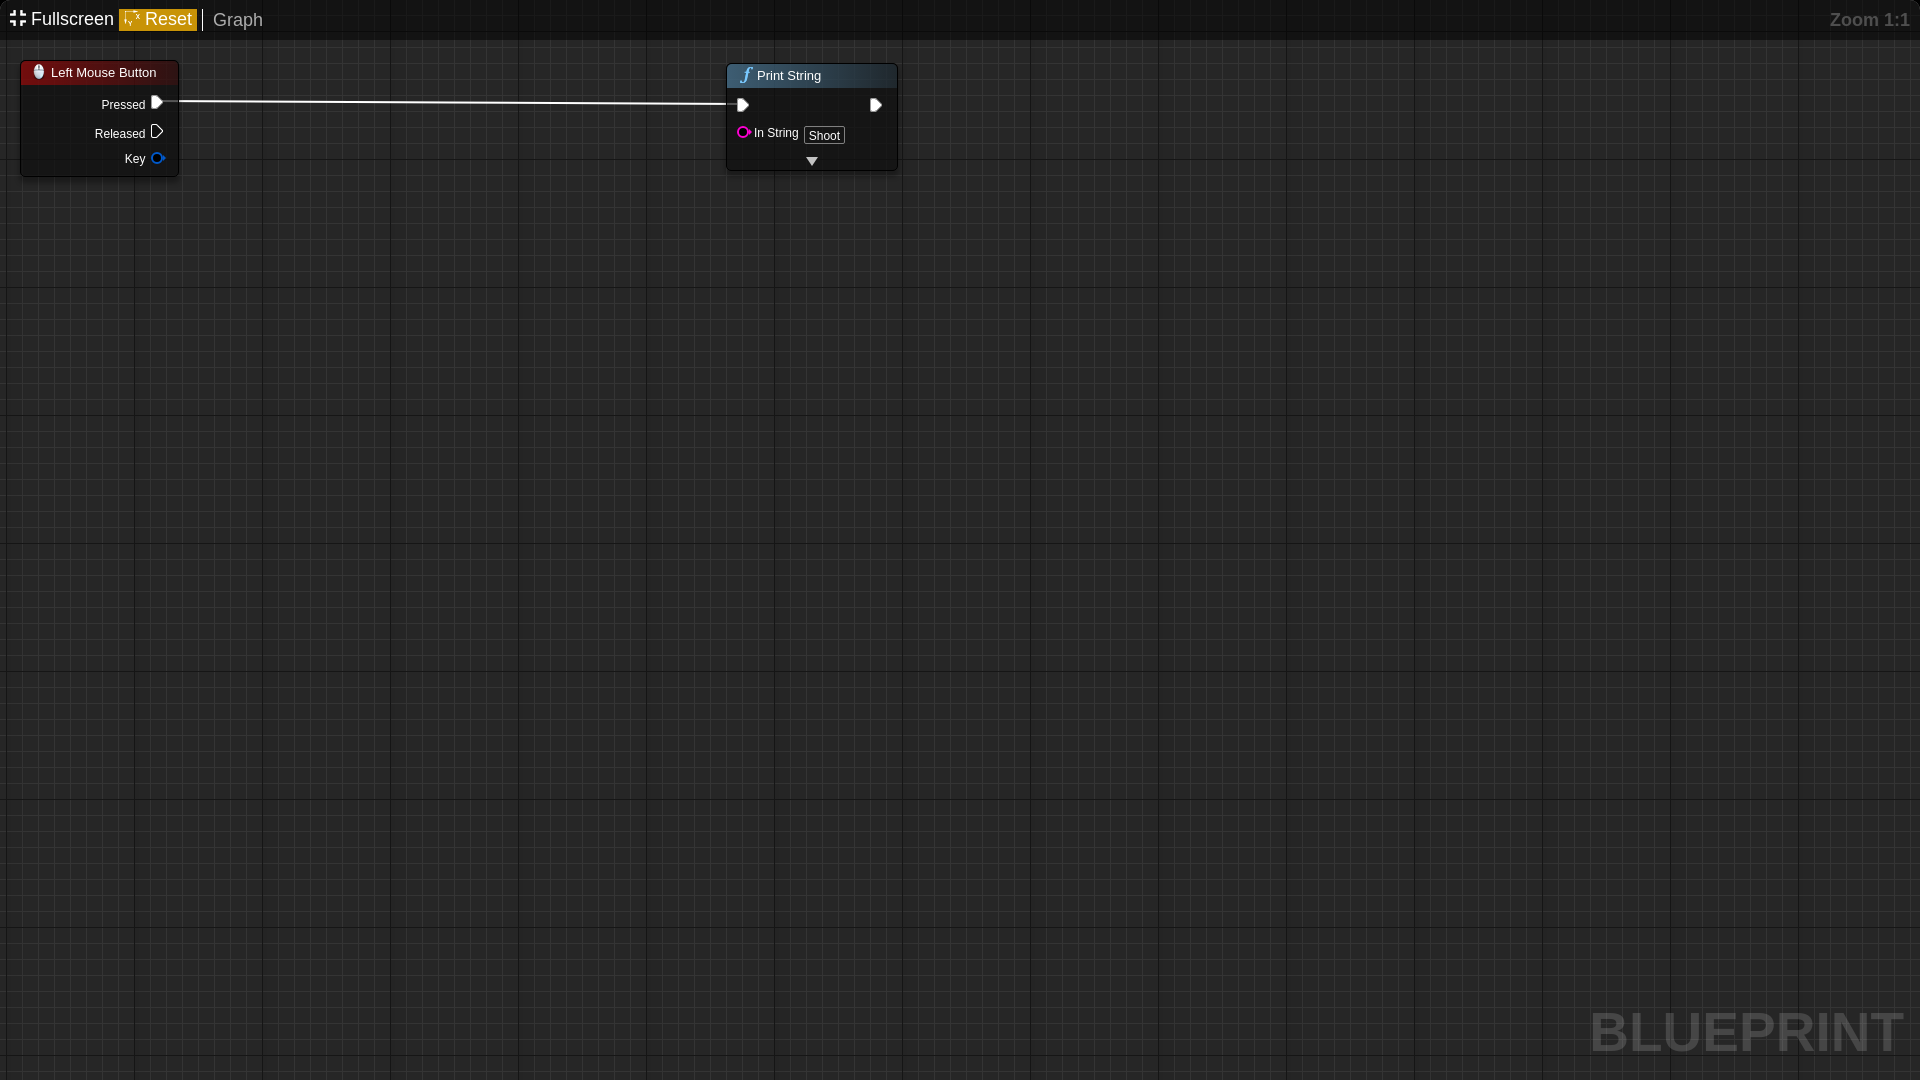 Fullscreen Reset Graph Zoom 1:1
Left Mouse Button
Pressed
Released
Key
Print String
In String Shoot
BLUEPRINT